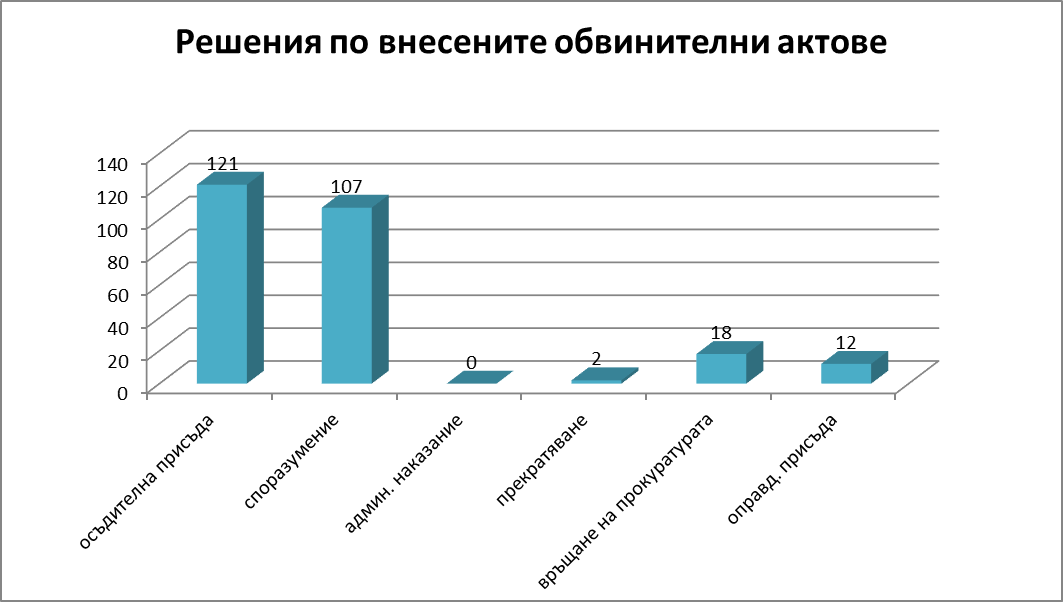 Решения по внесените обвинителни актове
140
120
100
80
60
40
20
0
121
107
0
2
18
12
осъдителна присъда
споразумение
админ. наказание
прекратяване
връщане на прокуратурата
оправд. присъда